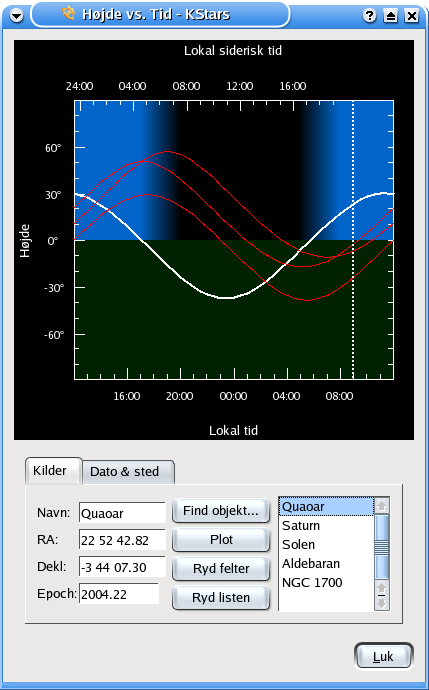 Højde vs. Tid - KStars
Lokal siderisk tid
24:00 04:00 08:00 12:00 16:00
60°
30°
0°
-30°
-60°
Højde
16:00 20:00 00:00 04:00 08:00
Lokal tid
Kilder Dato & sted
Navn: Quaoar
RA: 22 52 42.82
Dekl: -3 44 07.30
Epoch: 2004.22
Find objekt...
Plot
Ryd felter
Ryd listen
Quaoar
Saturn
Solen
Aldebaran
NGC 1700
Luk